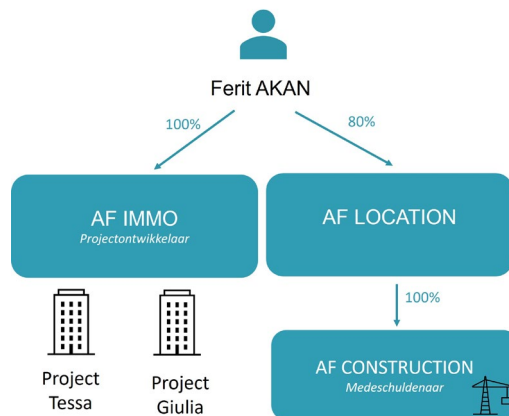 Ferit AKAN
100%
80%
AF IMMO
Projectontwikkelaar
AF LOCATION
100%
Project
Tessa
Project
Giulia
AF CONSTRUCTION
Medeschuldenaar